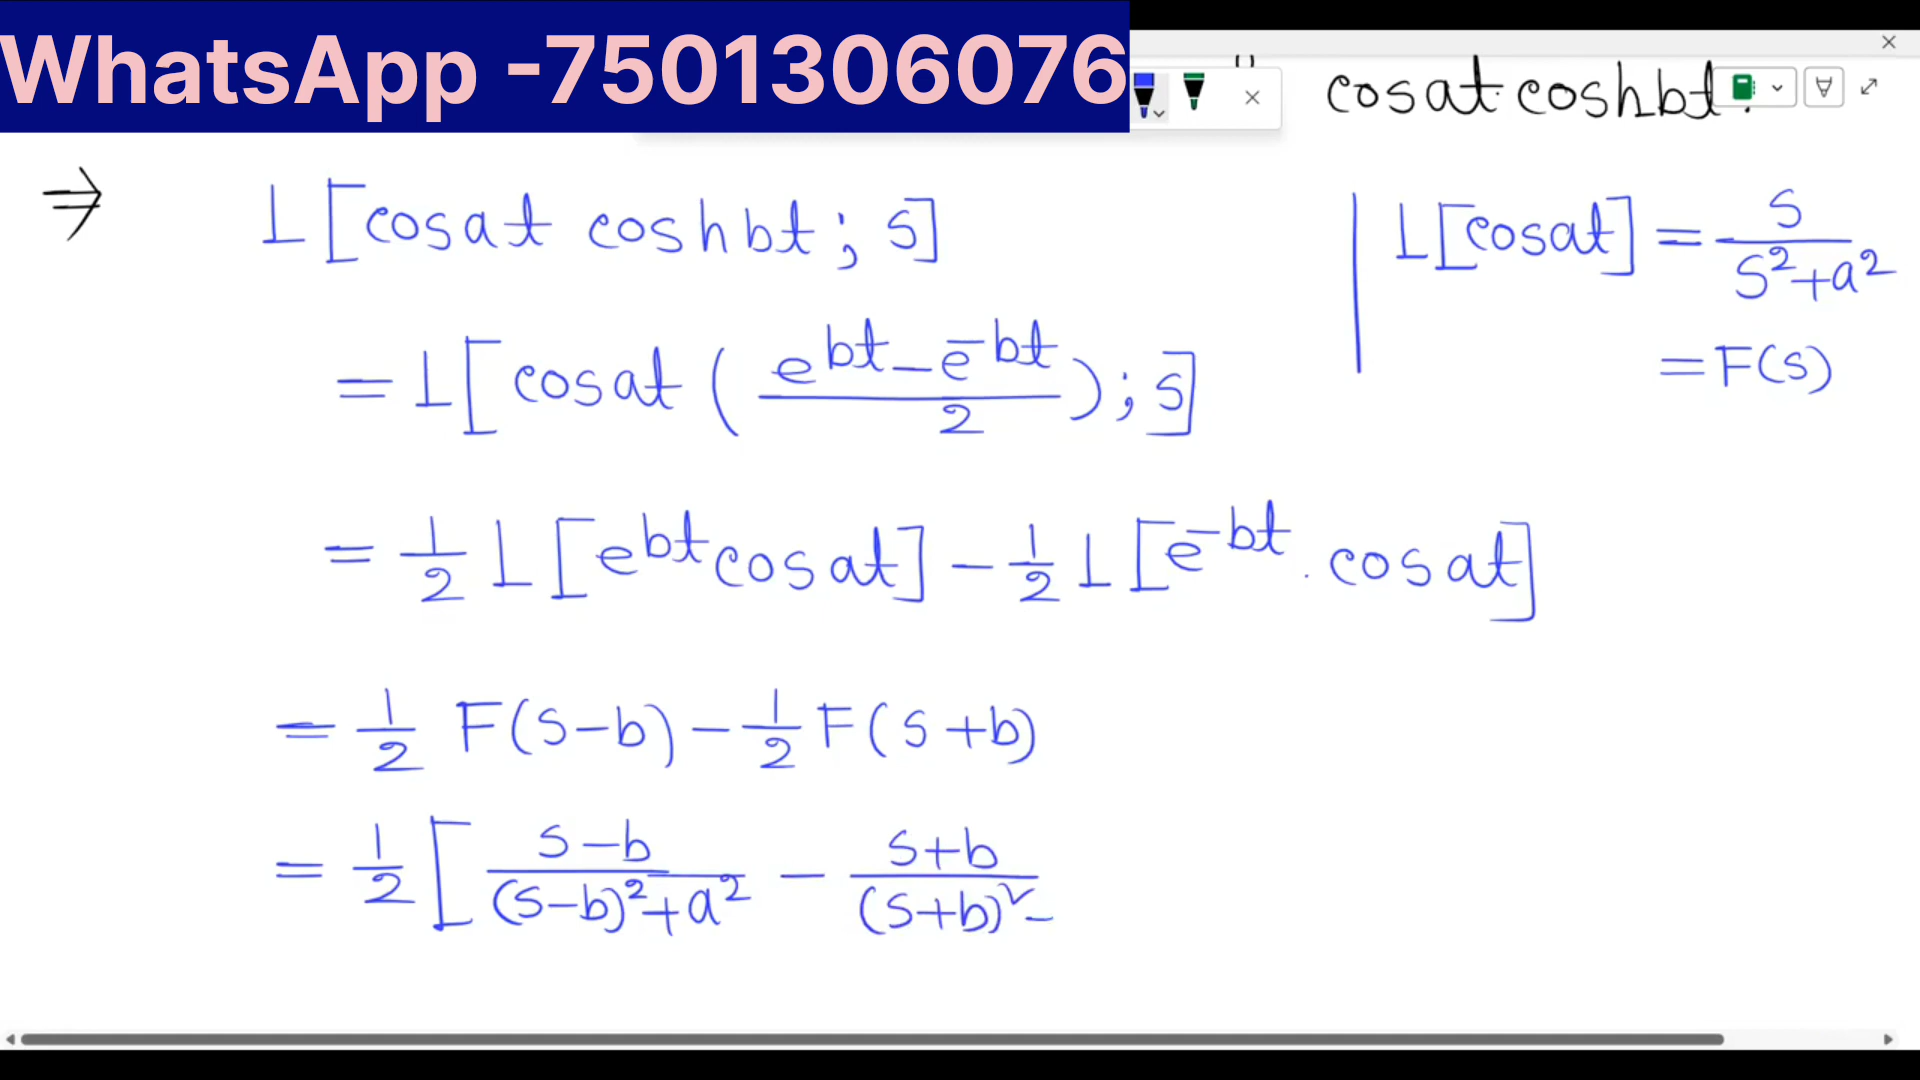 WhatsApp -7501306076
cosat coshbt.
⇒ L[cosat coshbt; s]
L[cosat] = s/(s²+a²)
= L[cosat ((e^bt - e^-bt)/2); s]
= F(s)
= 1/2 L[e^bt cosat] - 1/2 L[e^-bt . cosat]
= 1/2 F(s-b) - 1/2 F(s+b)
= 1/2 [ (s-b)/((s-b)²+a²) - (s+b)/((s+b)² -